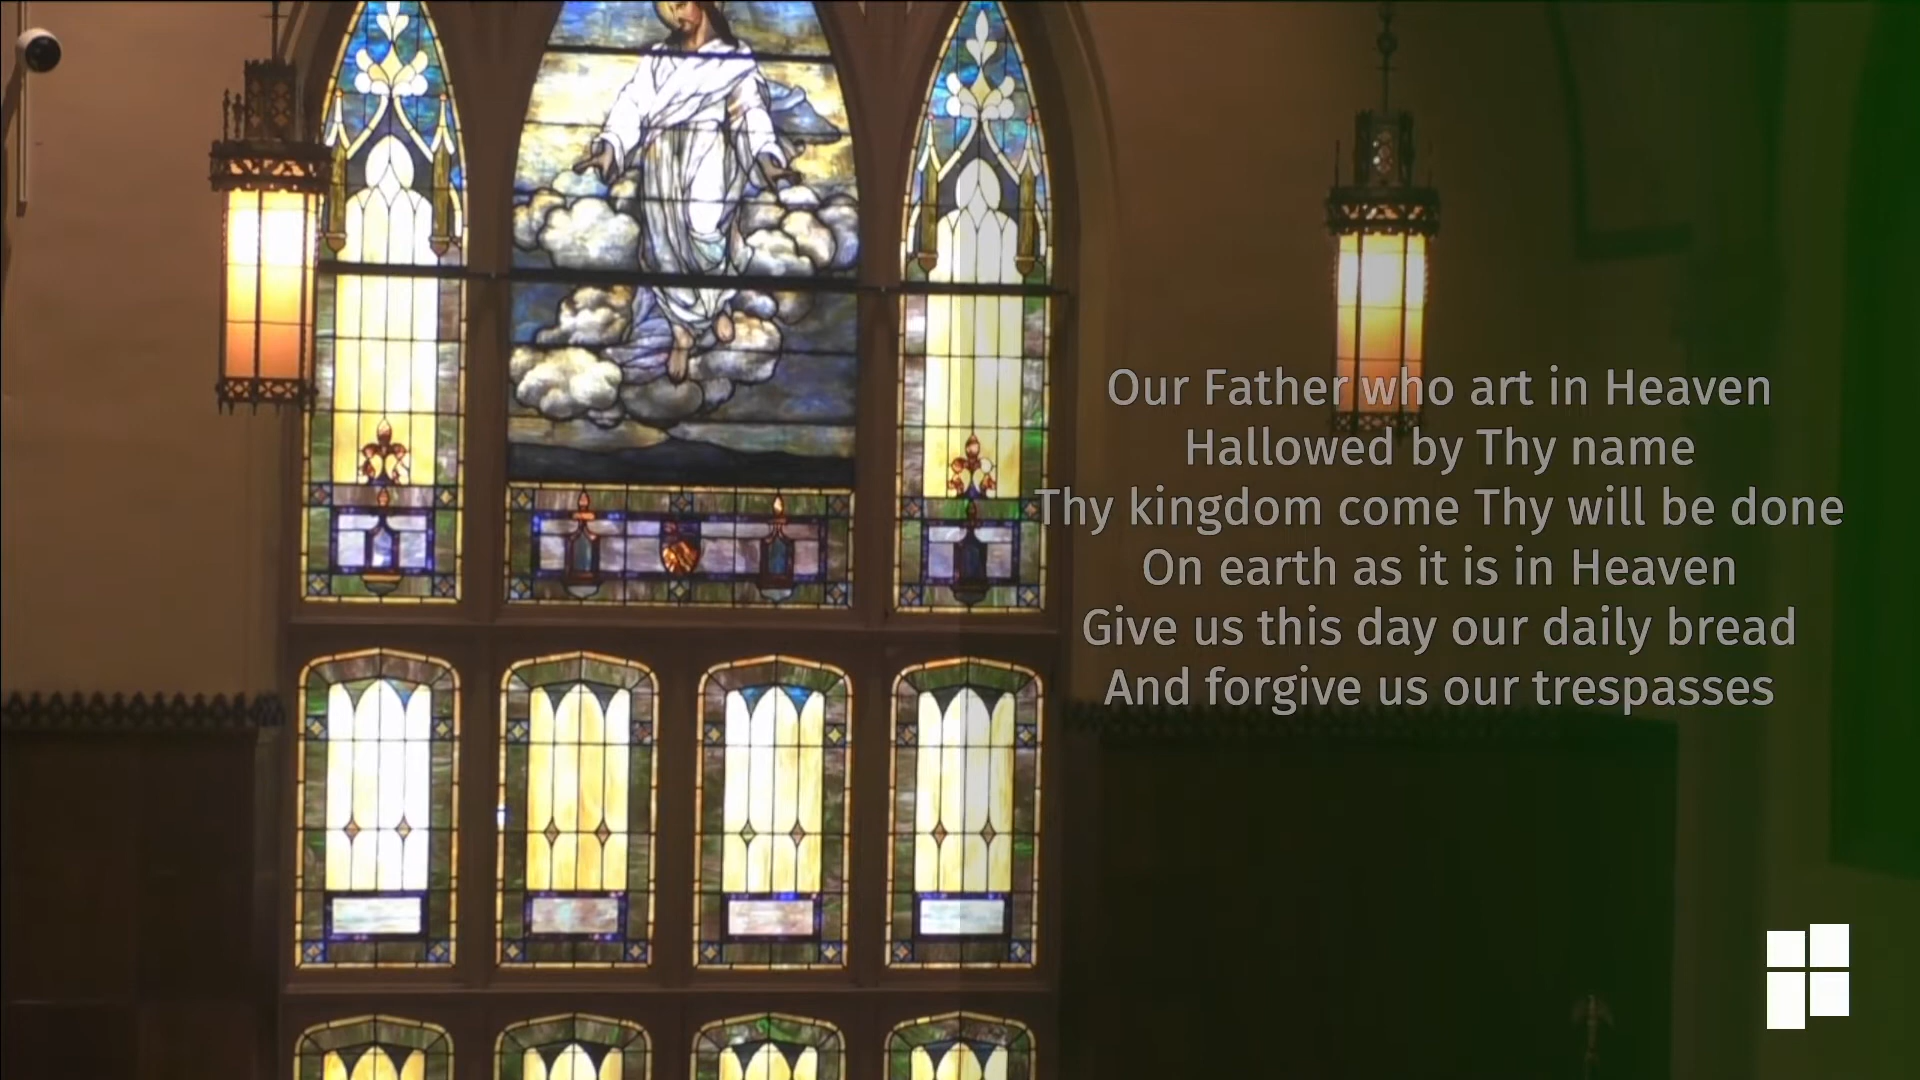 Our Father who art in Heaven
Hallowed by Thy name
Thy kingdom come Thy will be done
On earth as it is in Heaven
Give us this day our daily bread
And forgive us our trespasses